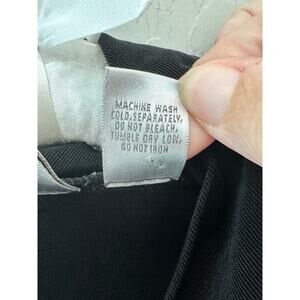 MACHINE WASH
COLD, SEPARATELY,
DO NOT BLEACH,
TUMBLE DRY LOW,
DO NOT IRON